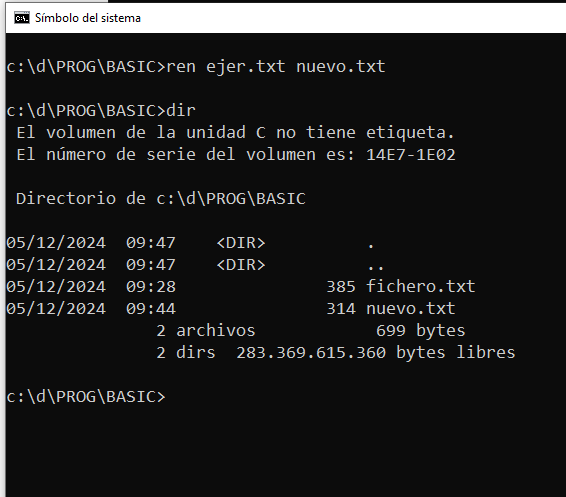 Símbolo del sistema
c:\d\PROG\BASIC>ren ejer.txt nuevo.txt
c:\d\PROG\BASIC>dir
 El volumen de la unidad C no tiene etiqueta.
 El número de serie del volumen es: 14E7-1E02
 Directorio de c:\d\PROG\BASIC
05/12/2024  09:47    <DIR>          .
05/12/2024  09:47    <DIR>          ..
05/12/2024  09:28               385 fichero.txt
05/12/2024  09:44               314 nuevo.txt
               2 archivos            699 bytes
               2 dirs  283.369.615.360 bytes libres
c:\d\PROG\BASIC>